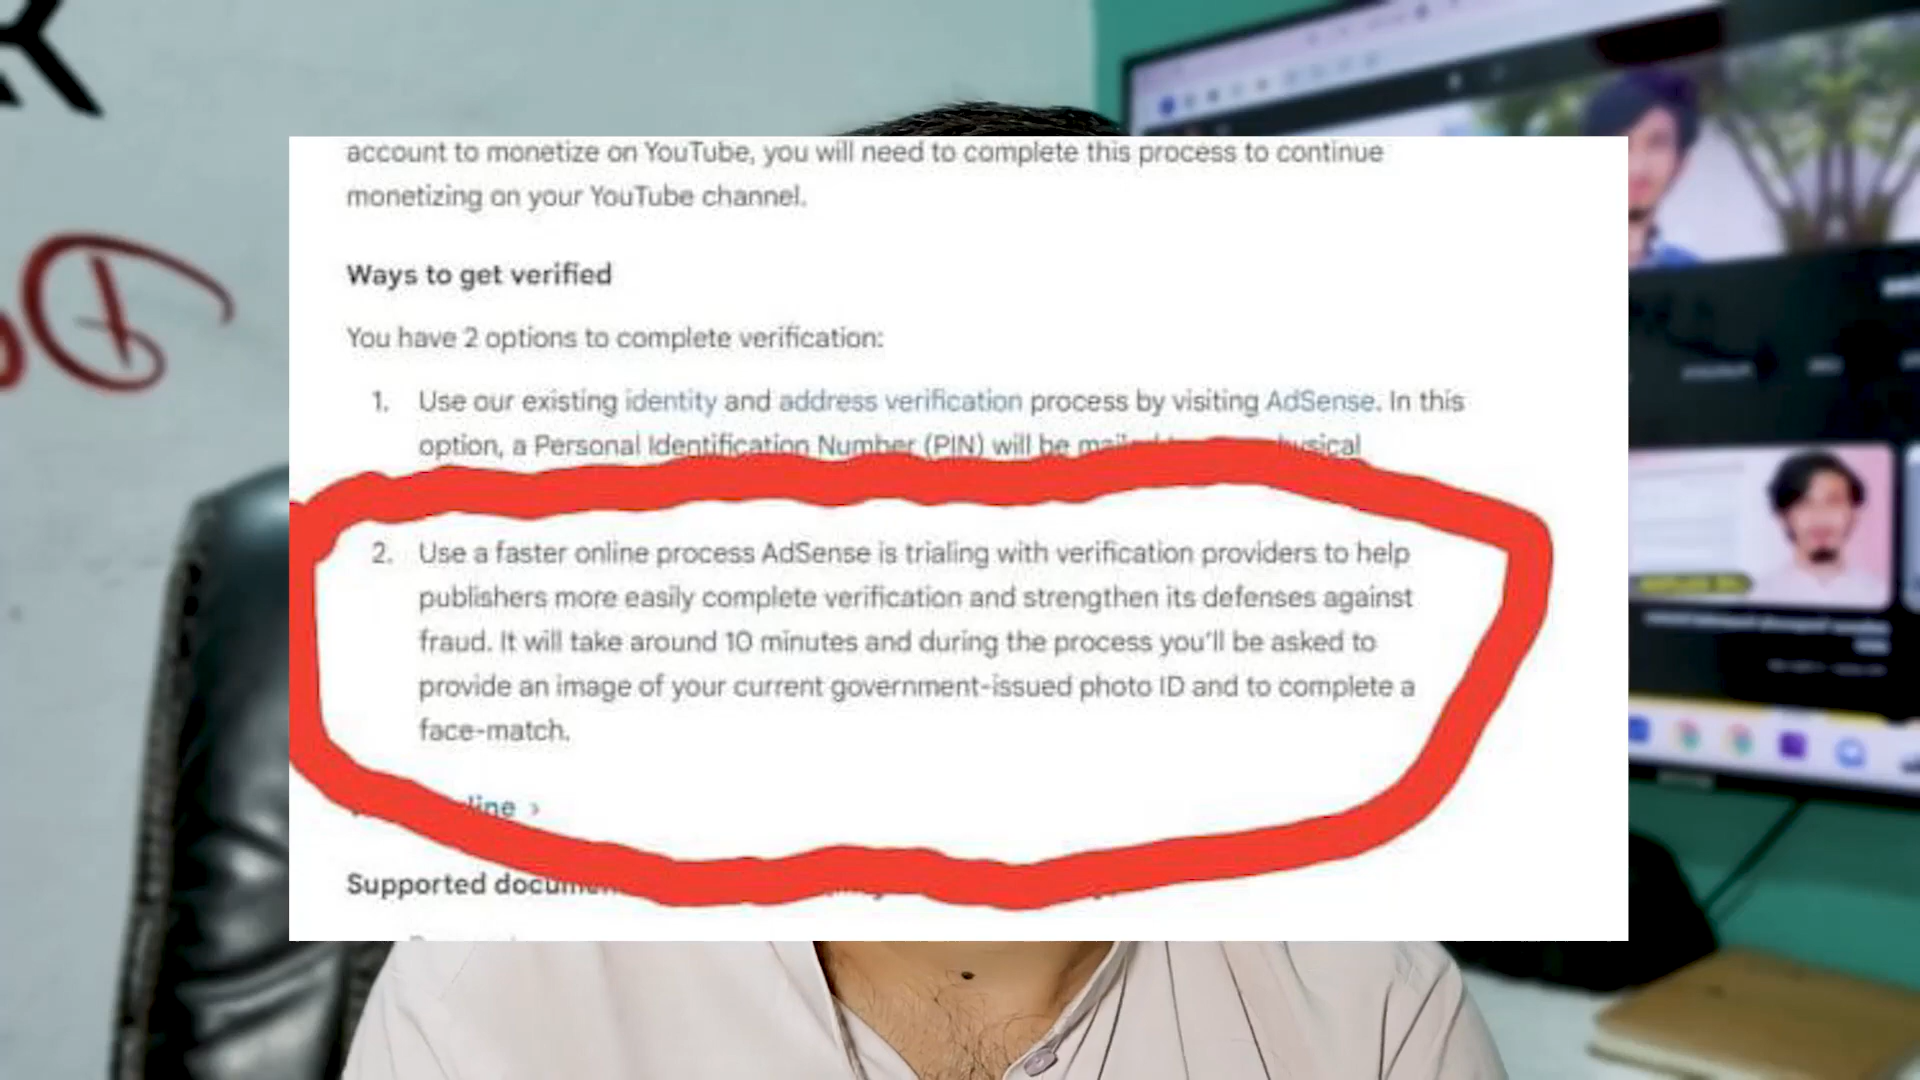 account to monetize on YouTube, you will need to complete this process to continue
monetizing on your YouTube channel.
Ways to get verified
You have 2 options to complete verification:
1. Use our existing identity and address verification process by visiting AdSense. In this
option, a Personal Identification Number (PIN) will be
2. Use a faster online process AdSense is trialing with verification providers to help
publishers more easily complete verification and strengthen its defenses against
fraud. It will take around 10 minutes and during the process you'll be asked to
provide an image of your current government-issued photo ID and to complete a
face-match.
Supported